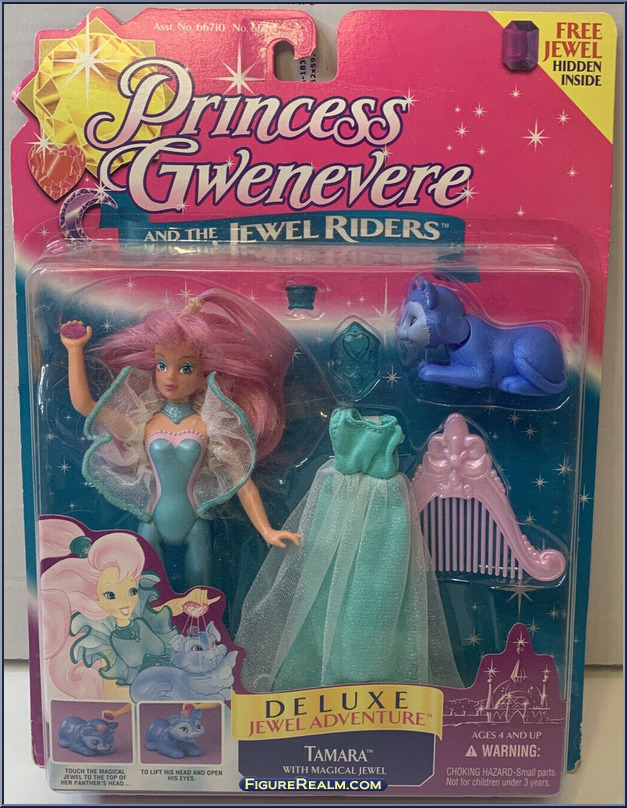 Asst. No. 66710 No.
FREE
JEWEL
HIDDEN
INSIDE
Princess
Gwenevere
AND THE JEWEL RIDERS™
DELUXE
JEWEL ADVENTURE™
TAMARA™
WITH MAGICAL JEWEL
TOUCH THE MAGICAL
JEWEL TO THE TOP OF
HER PANTHER'S HEAD...
TO LIFT HIS HEAD AND OPEN
HIS EYES.
AGES 4 AND UP
⚠ WARNING:
CHOKING HAZARD-Small parts.
Not for children under 3 years.
FIGUREREALM.COM